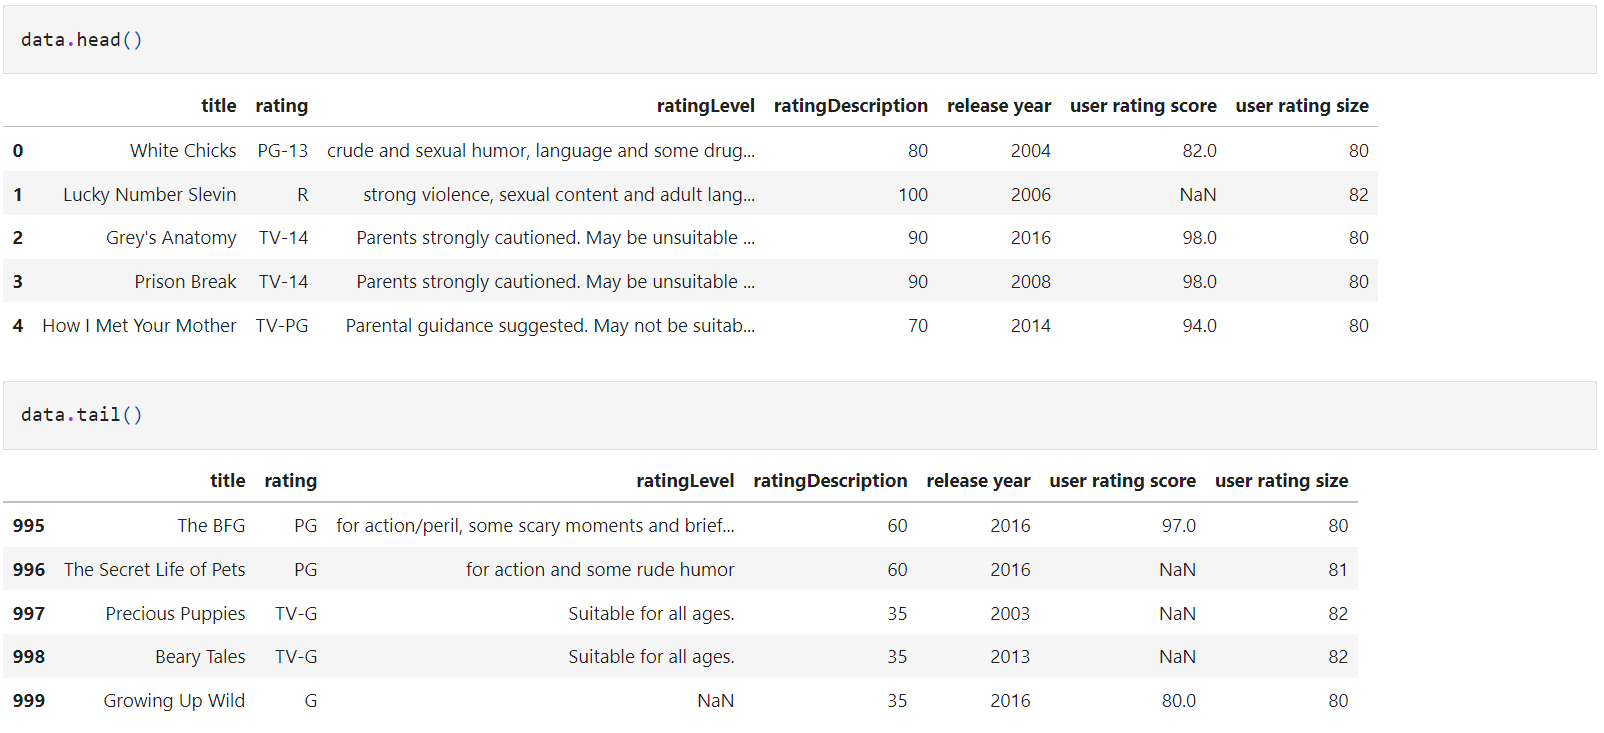 data.head()
title rating ratingLevel ratingDescription release year user rating score user rating size
0 White Chicks PG-13 crude and sexual humor, language and some drug... 80 2004 82.0 80
1 Lucky Number Slevin R strong violence, sexual content and adult lang... 100 2006 NaN 82
2 Grey's Anatomy TV-14 Parents strongly cautioned. May be unsuitable ... 90 2016 98.0 80
3 Prison Break TV-14 Parents strongly cautioned. May be unsuitable ... 90 2008 98.0 80
4 How I Met Your Mother TV-PG Parental guidance suggested. May not be suitab... 70 2014 94.0 80
data.tail()
title rating ratingLevel ratingDescription release year user rating score user rating size
995 The BFG PG for action/peril, some scary moments and brief... 60 2016 97.0 80
996 The Secret Life of Pets PG for action and some rude humor 60 2016 NaN 81
997 Precious Puppies TV-G Suitable for all ages. 35 2003 NaN 82
998 Beary Tales TV-G Suitable for all ages. 35 2013 NaN 82
999 Growing Up Wild G NaN 35 2016 80.0 80